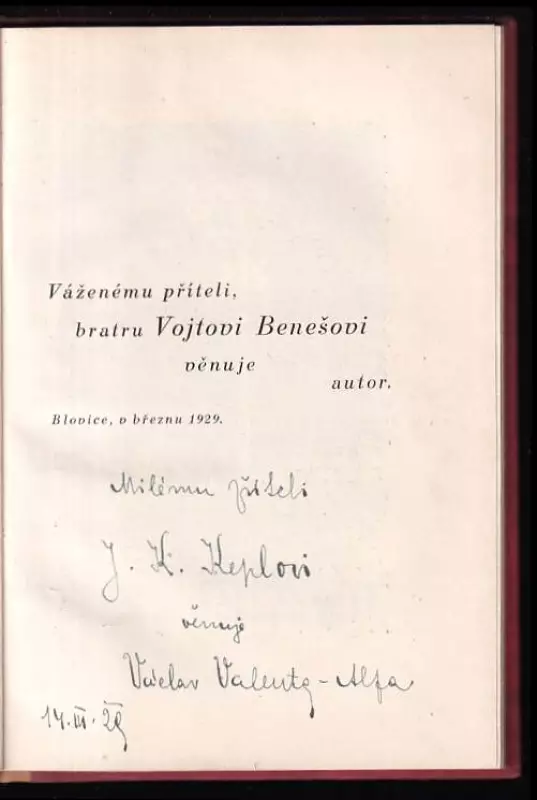 Váženému příteli,
bratru Vojtovi Benešovi
věnuje
autor.
Blovice, v březnu 1929.
Milému příteli
J. K. Keplovi
věnuje
Václav Valenta-Alfa
14.III.29